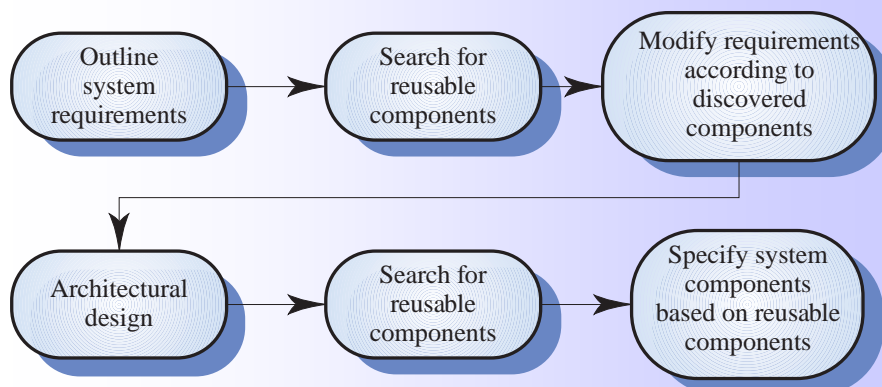 Outline
system
requirements
Search for
reusable
components
Modify requirements
according to
discovered
components
Architectural
design
Search for
reusable
components
Specify system
components
based on reusable
components